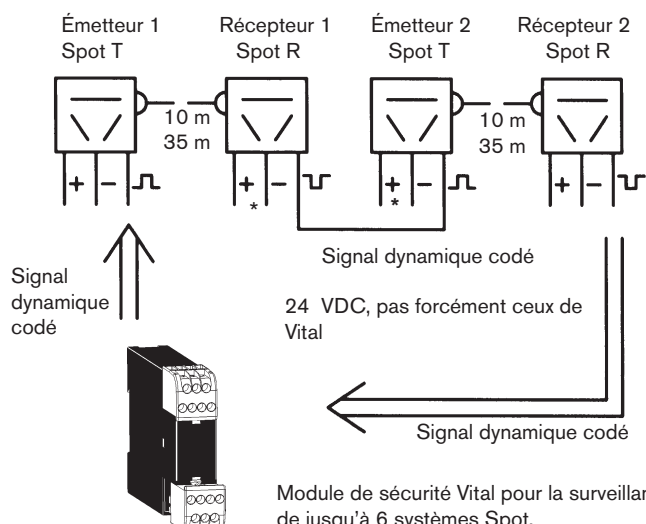 Émetteur 1
Spot T
Récepteur 1
Spot R
Émetteur 2
Spot T
Récepteur 2
Spot R
10 m
35 m
10 m
35 m
+ −
+ −
*
+ −
*
+ −
Signal dynamique codé
Signal
dynamique
codé
24 VDC, pas forcément ceux de
Vital
Signal dynamique codé
Module de sécurité Vital pour la
de jusqu'à 6 systèmes Spot.